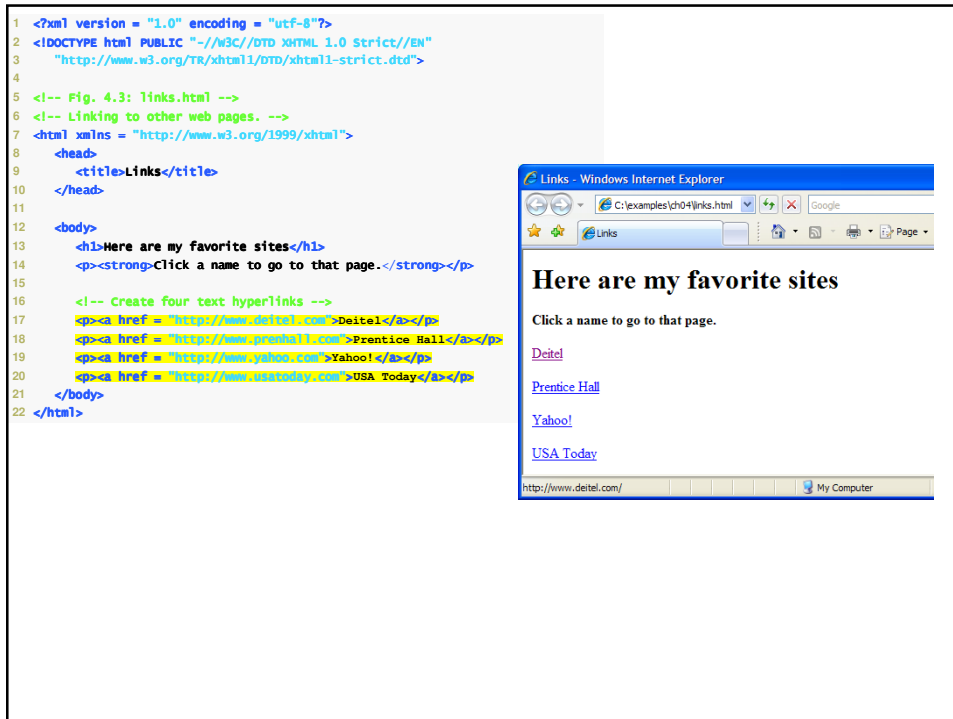 1 <?xml version = "1.0" encoding = "utf-8"?>
2 <!DOCTYPE html PUBLIC "-//W3C//DTD XHTML 1.0 Strict//EN"
3 "http://www.w3.org/TR/xhtml1/DTD/xhtml1-strict.dtd">
4
5 <!-- Fig. 4.3: links.html -->
6 <!-- Linking to other web pages. -->
7 <html xmlns = "http://www.w3.org/1999/xhtml">
8 <head>
9 <title>Links</title>
10 </head>
11
12 <body>
13 <h1>Here are my favorite sites</h1>
14 <p><strong>Click a name to go to that page.</strong></p>
15
16 <!-- Create four text hyperlinks -->
17 <p><a href = "http://www.deitel.com">Deitel</a></p>
18 <p><a href = "http://www.prenhall.com">Prentice Hall</a></p>
19 <p><a href = "http://www.yahoo.com">Yahoo!</a></p>
20 <p><a href = "http://www.usatoday.com">USA Today</a></p>
21 </body>
22 </html>
Links - Windows Internet Explorer
C:\examples\ch04\links.html Google
Links Page
Here are my favorite sites
Click a name to go to that page.
Deitel
Prentice Hall
Yahoo!
USA Today
http://www.deitel.com/ My Computer